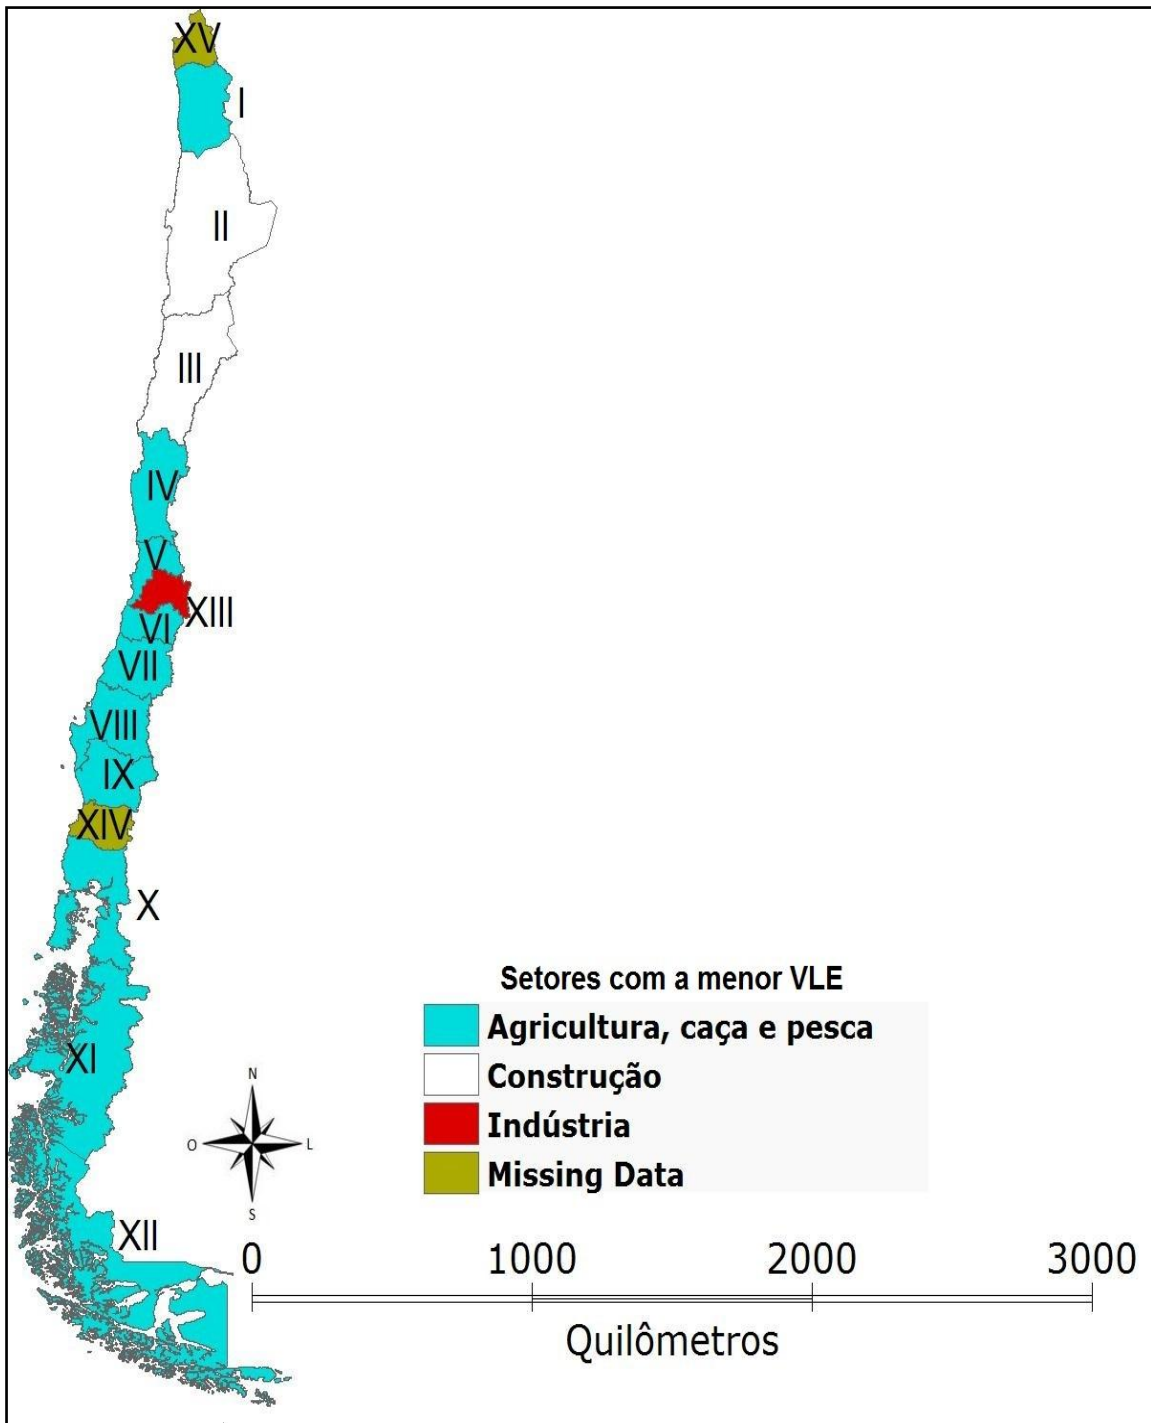 XV
I
II
III
IV
V
XIII
VI
VII
VIII
IX
XIV
X
XI
XII
Setores com a menor VLE
Agricultura, caça e pesca
Construção
Indústria
Missing Data
N
O
L
S
0 1000 2000 3000
Quilômetros